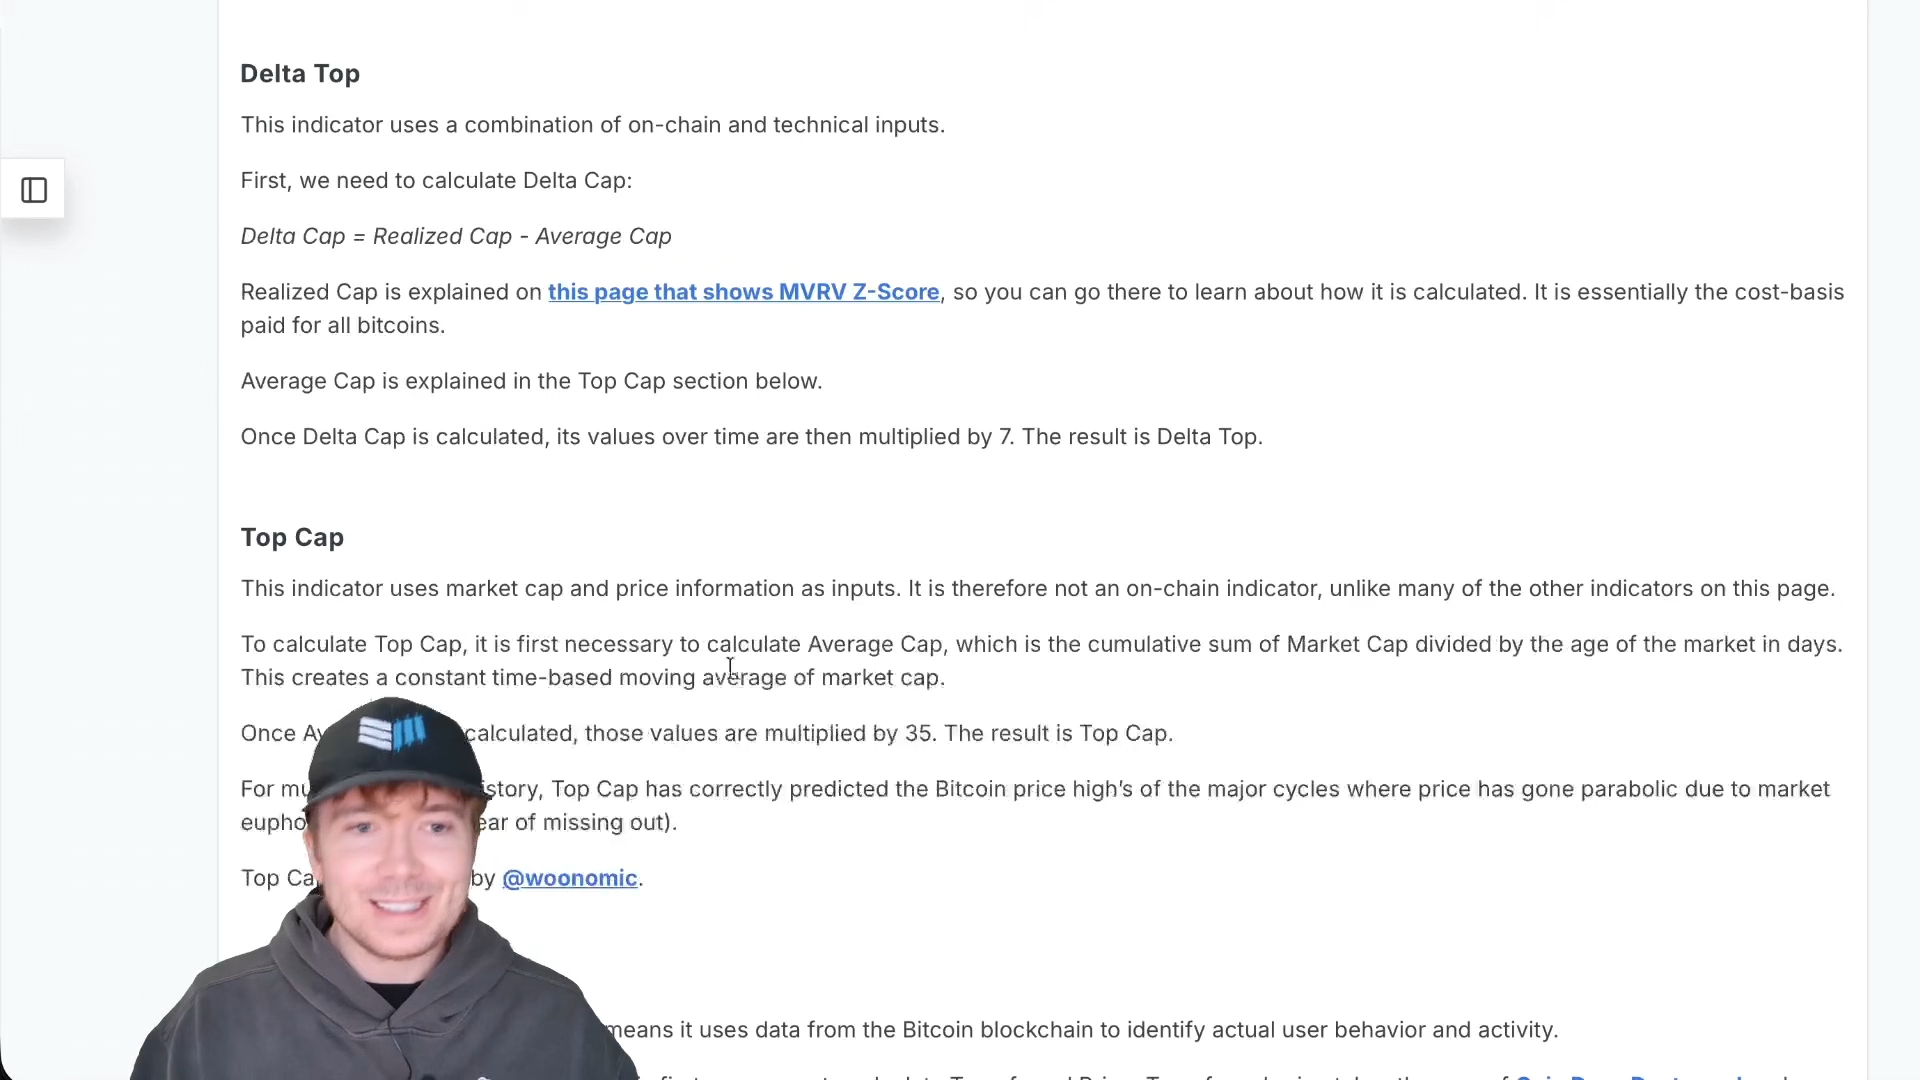 Delta Top
This indicator uses a combination of on-chain and technical inputs.
First, we need to calculate Delta Cap:
Delta Cap = Realized Cap - Average Cap
Realized Cap is explained on this page that shows MVRV Z-Score, so you can go there to learn about how it is calculated. It is essentially the cost-basis
paid for all bitcoins.
Average Cap is explained in the Top Cap section below.
Once Delta Cap is calculated, its values over time are then multiplied by 7. The result is Delta Top.
Top Cap
This indicator uses market cap and price information as inputs. It is therefore not an on-chain indicator, unlike many of the other indicators on this page.
To calculate Top Cap, it is first necessary to calculate Average Cap, which is the cumulative sum of Market Cap divided by the age of the market in days.
This creates a constant time-based moving average of market cap.
Once calculated, those values are multiplied by 35. The result is Top Cap.
For Top Cap has correctly predicted the Bitcoin price high's of the major cycles where price has gone parabolic due to market
of missing out).
Top by @woonomic.
means it uses data from the Bitcoin blockchain to identify actual user behavior and activity.